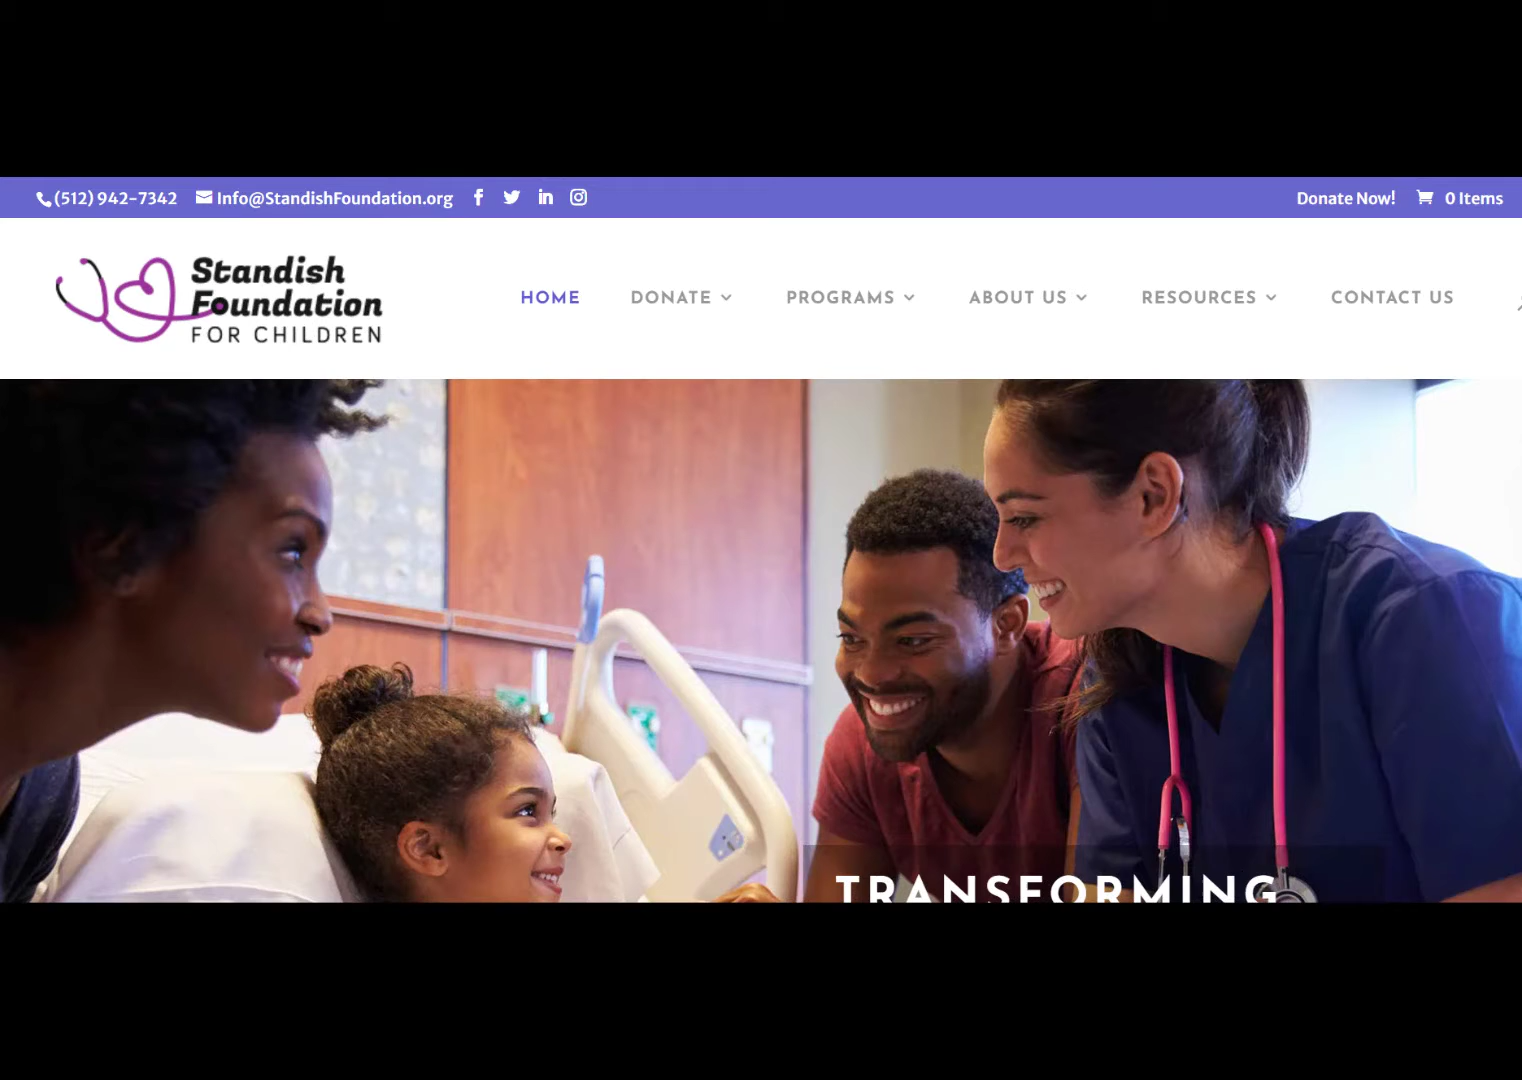 (512) 942-7342 Info@StandishFoundation.org Donate Now! 0 Items
Standish
Foundation
FOR CHILDREN
HOME DONATE PROGRAMS ABOUT US RESOURCES CONTACT US
TRANSFORMING